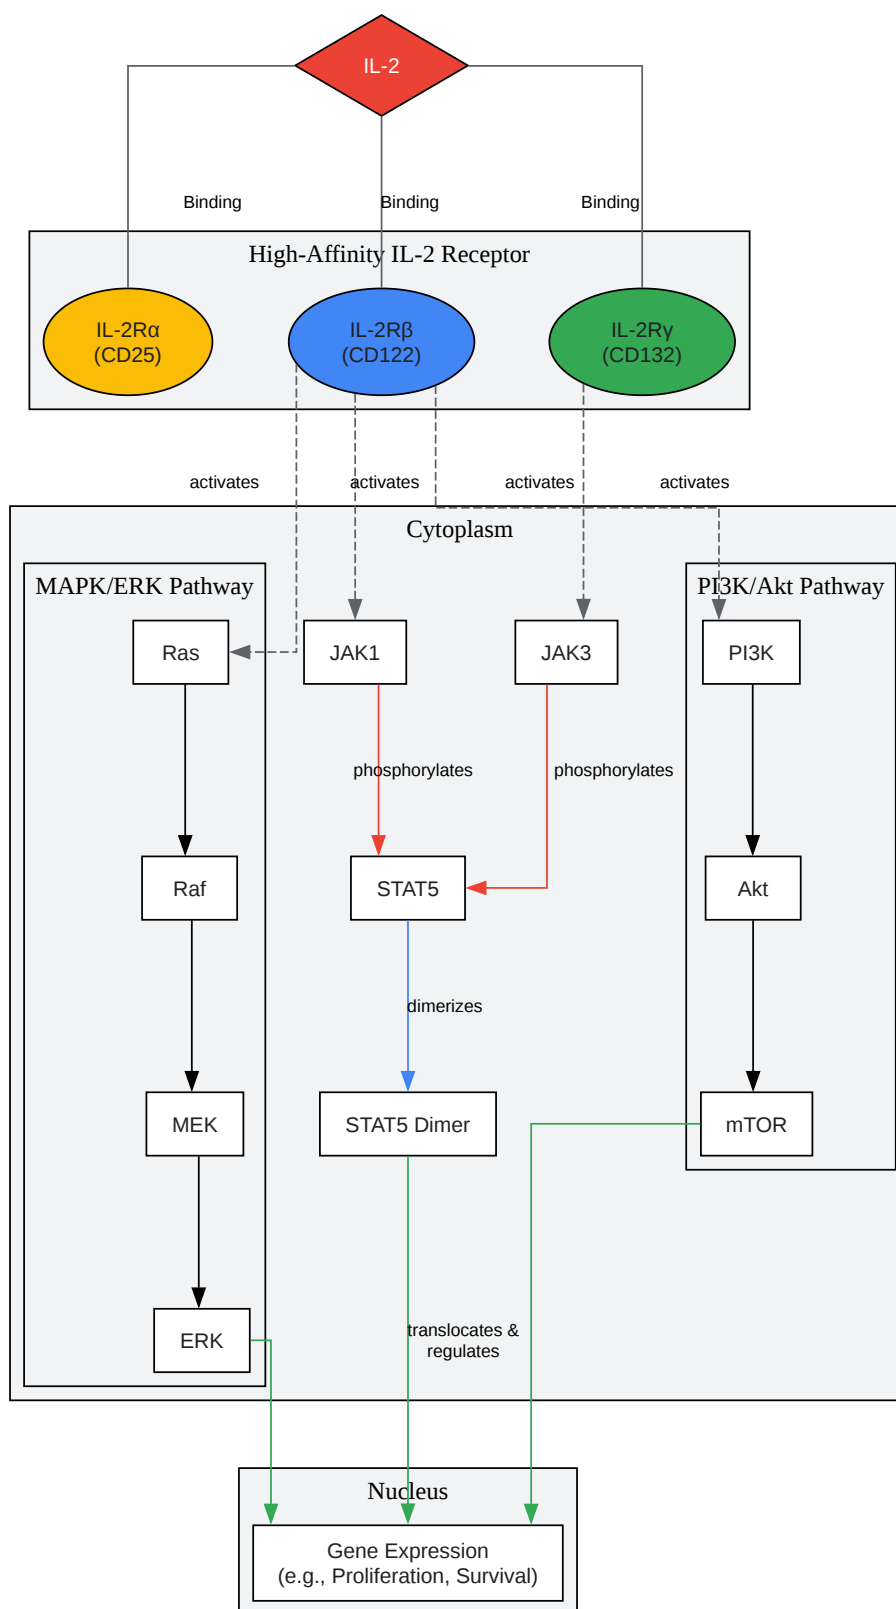 IL-2
Binding
Binding
Binding
High-Affinity IL-2 Receptor
IL-2Rα
(CD25)
IL-2Rβ
(CD122)
IL-2Rγ
(CD132)
activates
activates
activates
activates
Cytoplasm
MAPK/ERK Pathway
PI3K/Akt Pathway
Ras
JAK1
JAK3
PI3K
phosphorylates
phosphorylates
Raf
STAT5
Akt
dimerizes
MEK
STAT5 Dimer
mTOR
ERK
translocates &
regulates
Nucleus
Gene Expression
(e.g., Proliferation, Survival)